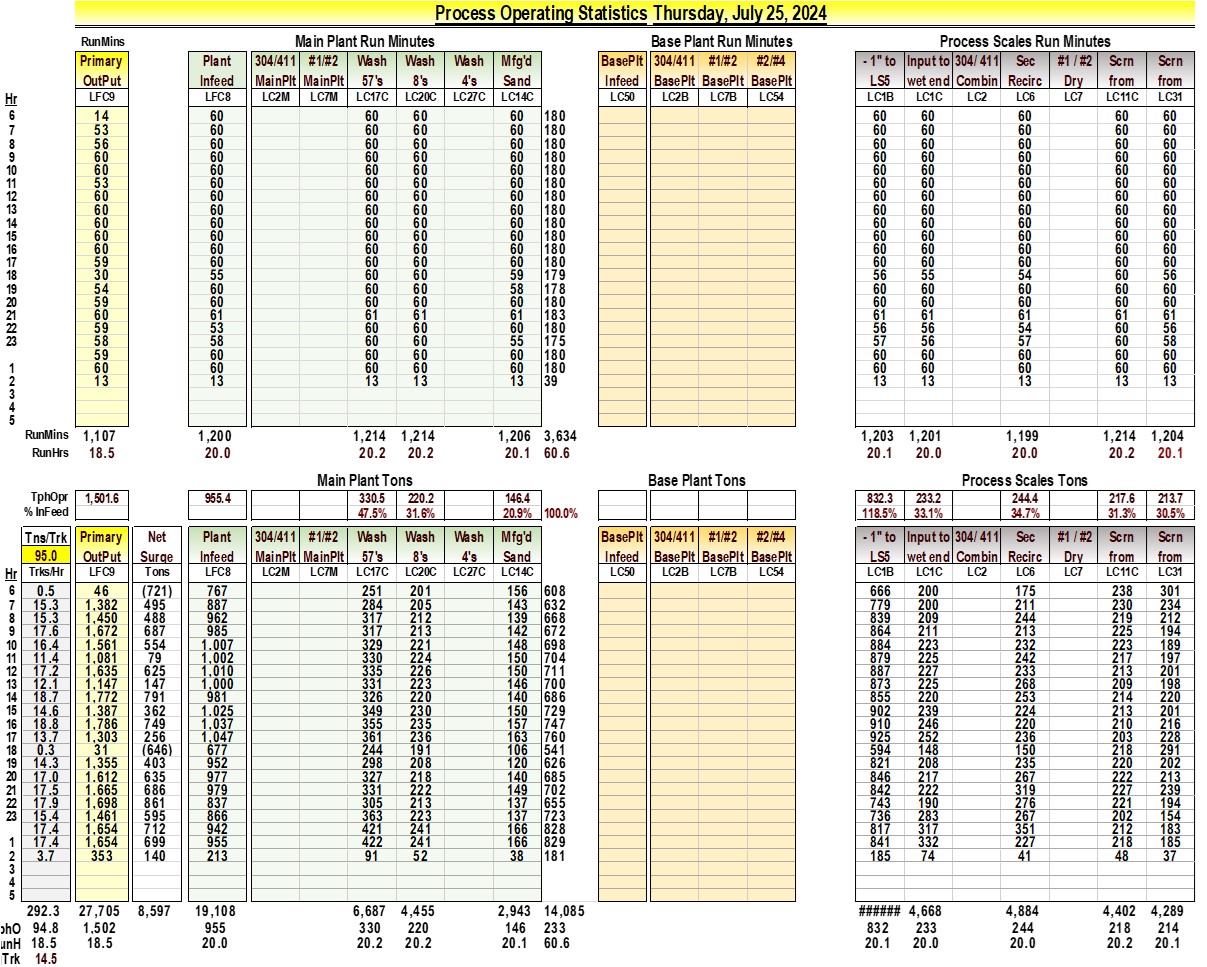 Process Operating Statistics Thursday, July 25, 2024
RunMins Main Plant Run Minutes Base Plant Run Minutes Process Scales Run Minutes
Primary Plant 304/411 #1/#2 Wash Wash Wash Mfg'd BasePlt 304/411 #1/#2 #2/#4 - 1" to Input to 304/ 411 Sec #1 / #2 Scrn Scrn
OutPut Infeed MainPlt MainPlt 57's 8's 4's Sand Infeed BasePlt BasePlt BasePlt LS5 wet end Combin Recirc Dry from from
Hr LFC9 LFC8 LC2M LC7M LC17C LC20C LC27C LC14C LC50 LC2B LC7B LC54 LC1B LC1C LC2 LC6 LC7 LC11C LC31
6 14 60 60 60 60 180 60 60 60 60 60
7 53 60 60 60 60 180 60 60 60 60 60
8 56 60 60 60 60 180 60 60 60 60 60
9 60 60 60 60 60 180 60 60 60 60 60
10 60 60 60 60 60 180 60 60 60 60 60
11 53 60 60 60 60 180 60 60 60 60 60
12 60 60 60 60 60 180 60 60 60 60 60
13 60 60 60 60 60 180 60 60 60 60 60
14 60 60 60 60 60 180 60 60 60 60 60
15 60 60 60 60 60 180 60 60 60 60 60
16 60 60 60 60 60 180 60 60 60 60 60
17 59 60 60 60 60 180 60 60 60 60 60
18 30 55 60 60 59 179 56 55 54 60 56
19 54 60 60 60 58 178 60 60 60 60 60
20 59 60 60 60 60 180 60 60 60 60 60
21 60 61 61 61 61 183 61 61 61 61 61
22 59 53 60 60 60 180 56 56 54 60 56
23 58 58 60 60 55 175 57 56 57 60 58
59 60 60 60 60 180 60 60 60 60 60
1 60 60 60 60 60 180 60 60 60 60 60
2 13 13 13 13 13 39 13 13 13 13 13
3
4
5
RunMins 1,107 1,200 1,214 1,214 1,206 3,634 1,203 1,201 1,199 1,214 1,204
RunHrs 18.5 20.0 20.2 20.2 20.1 60.6 20.1 20.0 20.0 20.2 20.1
Main Plant Tons Base Plant Tons Process Scales Tons
TphOpr 1,501.6 955.4 330.5 220.2 146.4 832.3 233.2 244.4 217.6 213.7
% InFeed 47.5% 31.6% 20.9% 100.0% 118.5% 33.1% 34.7% 31.3% 30.5%
Tns/Trk Primary Net Plant 304/411 #1/#2 Wash Wash Wash Mfg'd BasePlt 304/411 #1/#2 #2/#4 - 1" to Input to 304/ 411 Sec #1 / #2 Scrn Scrn
95.0 OutPut Surge Infeed MainPlt MainPlt 57's 8's 4's Sand Infeed BasePlt BasePlt BasePlt LS5 wet end Combin Recirc Dry from from
Hr Trks/Hr LFC9 Tons LFC8 LC2M LC7M LC17C LC20C LC27C LC14C LC50 LC2B LC7B LC54 LC1B LC1C LC2 LC6 LC7 LC11C LC31
6 0.5 46 (721) 767 251 201 156 608 666 200 175 238 301
7 15.3 1,382 495 887 284 205 143 632 779 200 211 230 234
8 15.3 1,450 488 962 317 212 139 668 839 209 244 219 212
9 17.6 1,672 687 985 317 213 142 672 864 211 213 225 194
10 16.4 1,561 554 1,007 329 221 148 698 884 223 232 223 189
11 11.4 1,081 79 1,002 330 224 150 704 879 225 242 217 197
12 17.2 1,635 625 1,010 335 226 150 711 887 227 233 213 201
13 12.1 1,147 147 1,000 331 223 146 700 873 225 268 209 198
14 18.7 1,772 791 981 326 220 140 686 855 220 253 214 220
15 14.6 1,387 362 1,025 349 230 150 729 902 239 224 213 201
16 18.8 1,786 749 1,037 355 235 157 747 910 246 220 210 216
17 13.7 1,303 256 1,047 361 236 163 760 925 252 236 203 228
18 0.3 31 (646) 677 244 191 106 541 594 148 150 218 291
19 14.3 1,355 403 952 298 208 120 626 821 208 235 220 202
20 17.0 1,612 635 977 327 218 140 685 846 217 267 222 213
21 17.5 1,665 686 979 331 222 149 702 842 222 319 227 239
22 17.9 1,698 861 837 305 213 137 655 743 190 276 221 194
23 15.4 1,461 595 866 363 223 137 723 736 283 267 202 154
17.4 1,654 712 942 421 241 166 828 817 317 351 212 183
1 17.4 1,654 699 955 422 241 166 829 841 332 227 218 185
2 3.7 353 140 213 91 52 38 181 185 74 41 48 37
3
4
5
292.3 27,705 8,597 19,108 6,687 4,455 2,943 14,085 ###### 4,668 4,884 4,402 4,289
phO 94.8 1,502 955 330 220 146 233 832 233 244 218 214
unH 18.5 18.5 20.0 20.2 20.2 20.1 60.6 20.1 20.0 20.0 20.2 20.1
Trk 14.5